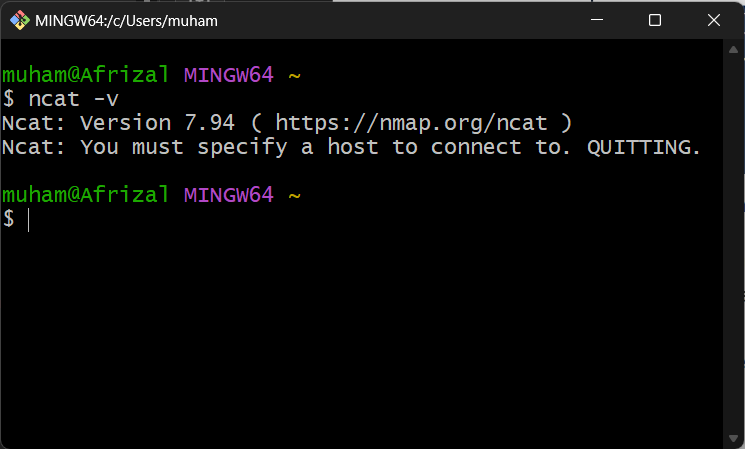 MINGW64:/c/Users/muham
muham@Afrizal MINGW64 ~
$ ncat -v
Ncat: Version 7.94 ( https://nmap.org/ncat )
Ncat: You must specify a host to connect to. QUITTING.
muham@Afrizal MINGW64 ~
$